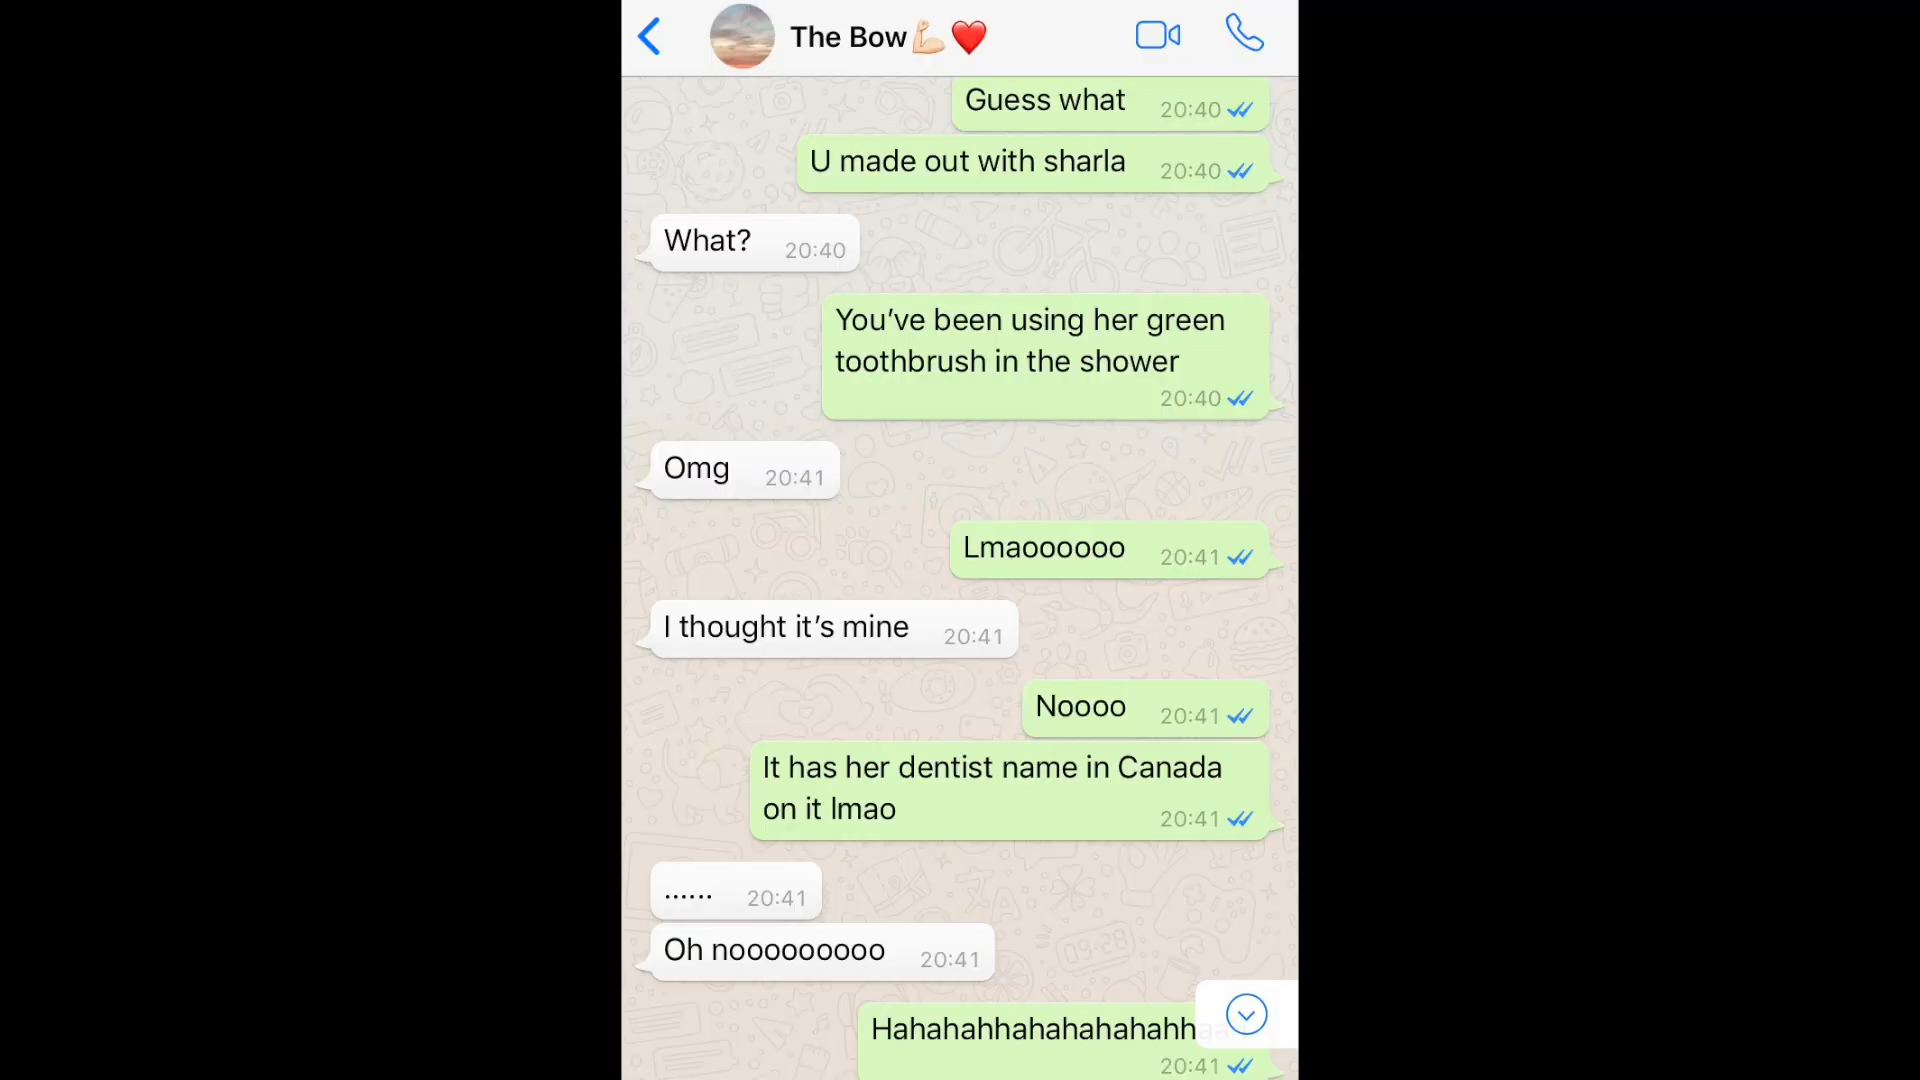 The Bow💪🏻❤️
Guess what 20:40
U made out with sharla 20:40
What? 20:40
You’ve been using her green
toothbrush in the shower
20:40
Omg 20:41
Lmaoooooo 20:41
I thought it’s mine 20:41
Noooo 20:41
It has her dentist name in Canada
on it lmao 20:41
...... 20:41
Oh nooooooooo 20:41
Hahahahhahahahahahhaa
20:41